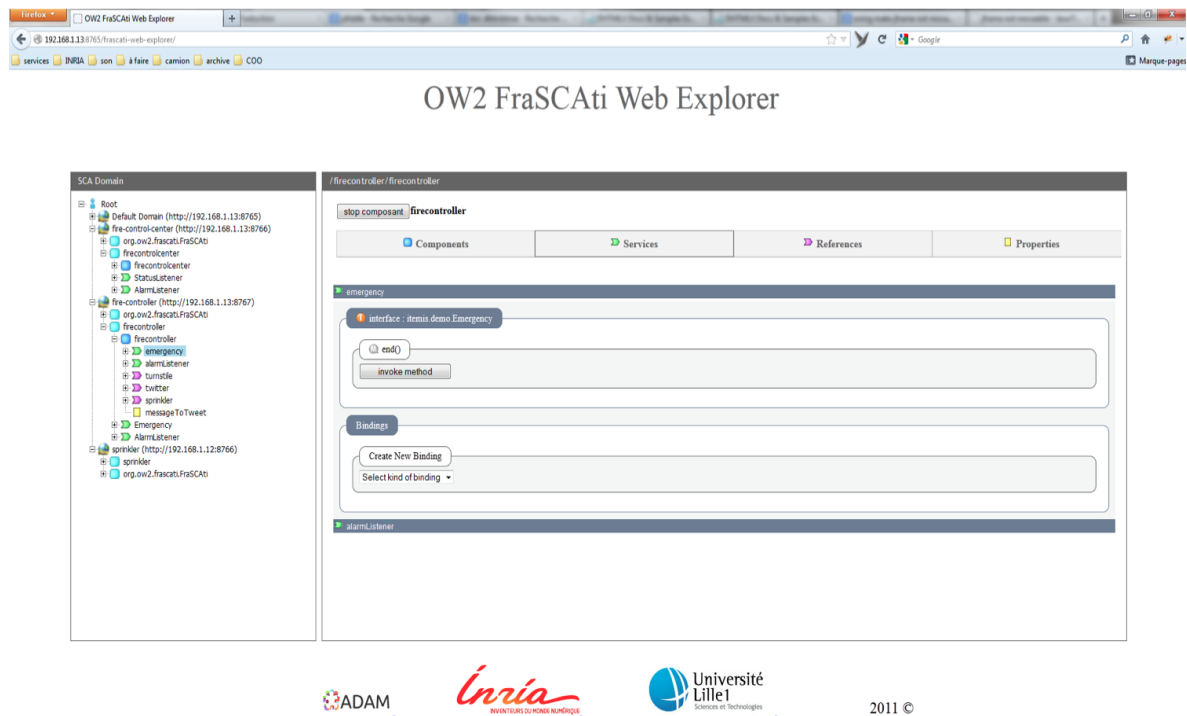 Firefox
OW2 FraSCAti Web Explorer
+
192.168.1.13:8765/frascati-web-explorer/
Google
services INRIA son à faire camion archive COO
Marque-pages
OW2 FraSCAti Web Explorer
SCA Domain
Root
Default Domain (http://192.168.1.13:8765)
fire-control-center (http://192.168.1.13:8766)
org.ow2.frascati.FraSCAti
firecontrolcenter
firecontrolcenter
StatusListener
AlarmListener
fire-controller (http://192.168.1.13:8767)
org.ow2.frascati.FraSCAti
firecontroller
firecontroller
emergency
alarmListener
turnstile
twitter
sprinkler
messageToTweet
Emergency
AlarmListener
sprinkler (http://192.168.1.12:8766)
sprinkler
org.ow2.frascati.FraSCAti
/firecontroller/firecontroller
stop composant firecontroller
Components Services References Properties
emergency
interface : itemis.demo.Emergency
end()
invoke method
Bindings
Create New Binding
Select kind of binding
alarmListener
ADAM
Inria
INVENTEURS DU MONDE NUMÉRIQUE
Université
Lille1
Sciences et Technologies
2011 ©